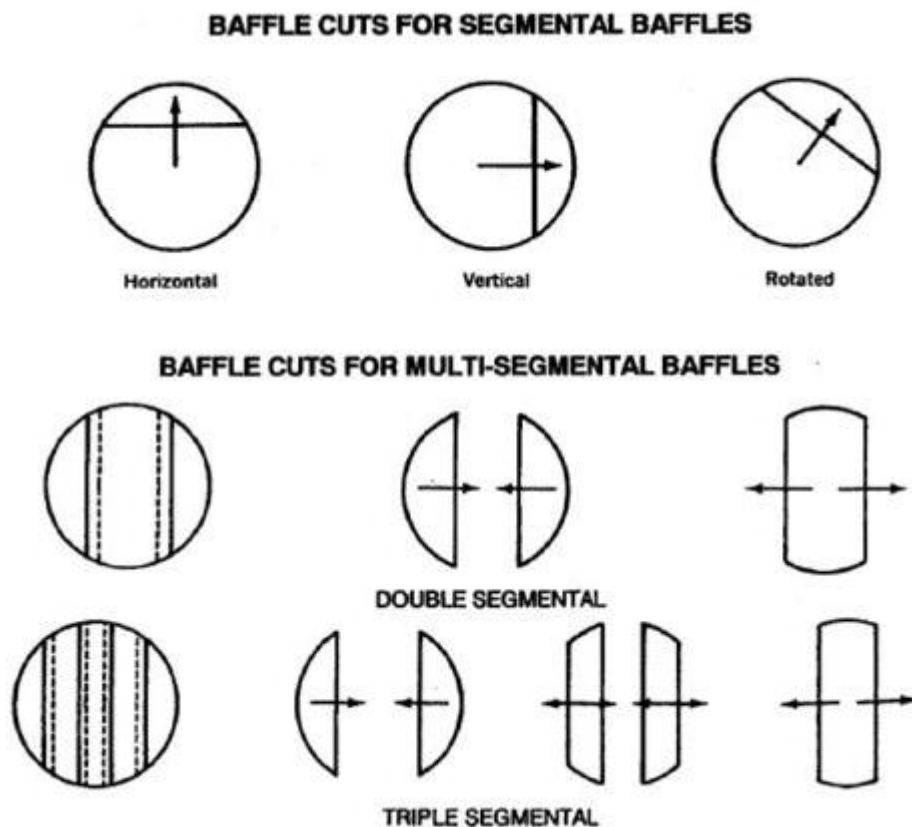 BAFFLE CUTS FOR SEGMENTAL BAFFLES
Horizontal
Vertical
Rotated
BAFFLE CUTS FOR MULTI-SEGMENTAL BAFFLES
DOUBLE SEGMENTAL
TRIPLE SEGMENTAL